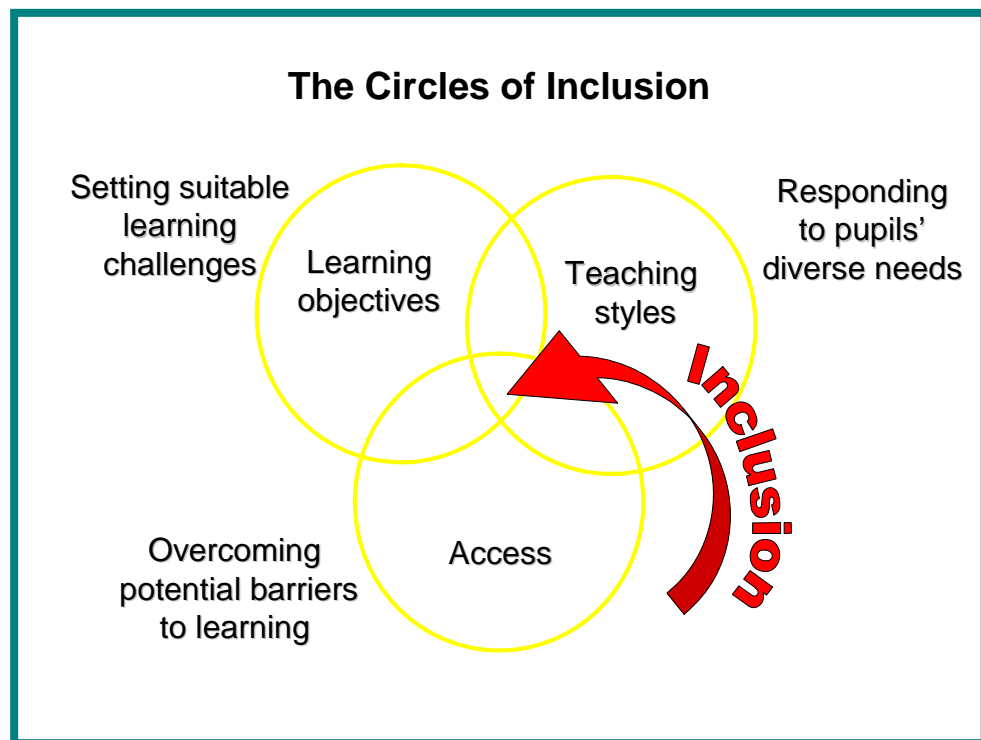 The Circles of Inclusion
Setting suitable
learning
challenges
Learning
objectives
Teaching
styles
Responding
to pupils’
diverse needs
Inclusion
Overcoming
potential barriers
to learning
Access